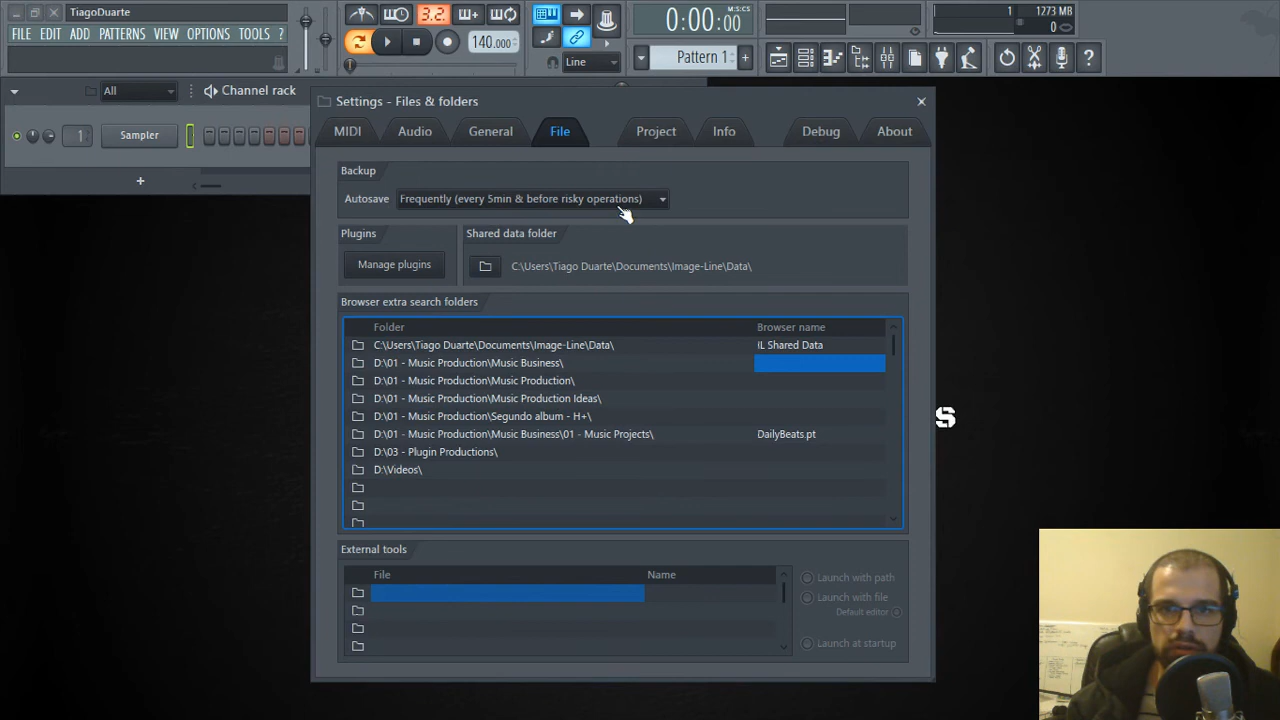 TiagoDuarte
FILE EDIT ADD PATTERNS VIEW OPTIONS TOOLS ?
3.2.
140.000
Line
0:00:00
M:S:CS
Pattern 1
1
1273 MB
0
All
Channel rack
1
Sampler
Settings - Files & folders
MIDI
Audio
General
File
Project
Info
Debug
About
Backup
Autosave
Frequently (every 5min & before risky operations)
Plugins
Manage plugins
Shared data folder
C:\Users\Tiago Duarte\Documents\Image-Line\Data\
Browser extra search folders
Folder Browser name
C:\Users\Tiago Duarte\Documents\Image-Line\Data\ IL Shared Data
D:\01 - Music Production\Music Business\
D:\01 - Music Production\Music Production\
D:\01 - Music Production\Music Production Ideas\
D:\01 - Music Production\Segundo album - H+\
D:\01 - Music Production\Music Business\01 - Music Projects\ DailyBeats.pt
D:\03 - Plugin Productions\
D:\Videos\
S
External tools
File Name
Launch with path
Launch with file
Default editor
Launch at startup